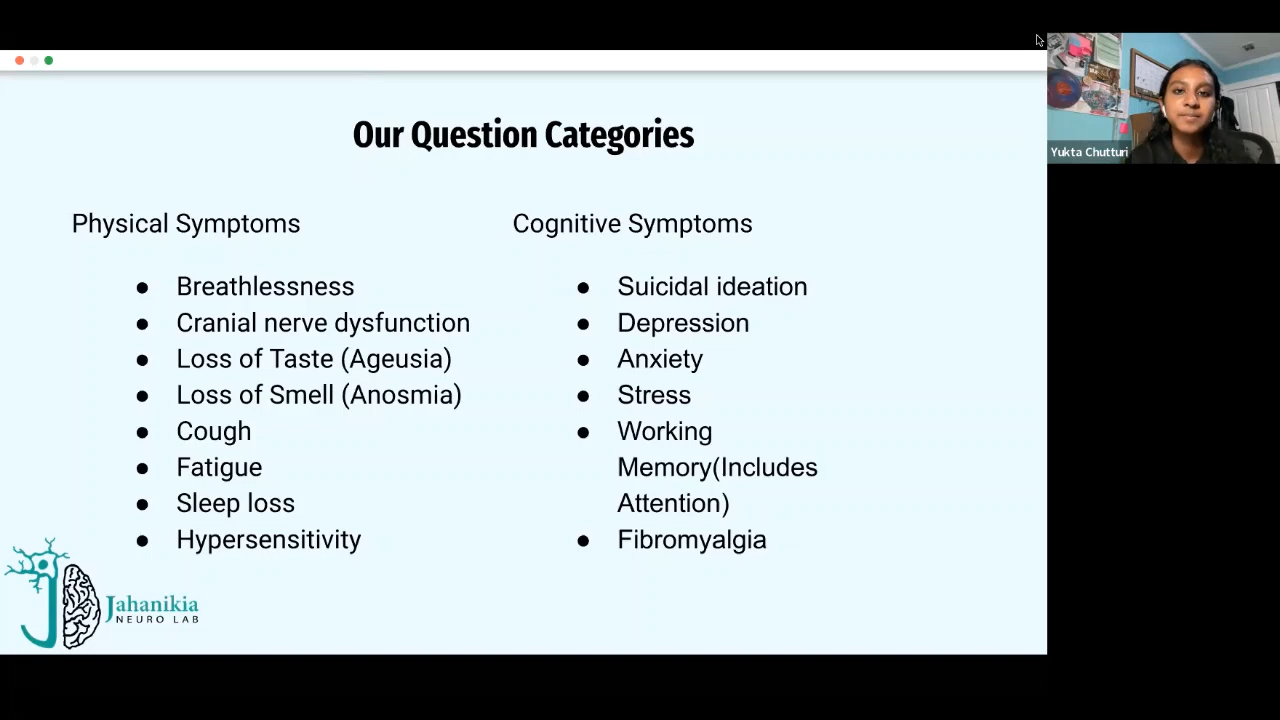 Our Question Categories
Physical Symptoms
● Breathlessness
● Cranial nerve dysfunction
● Loss of Taste (Ageusia)
● Loss of Smell (Anosmia)
● Cough
● Fatigue
● Sleep loss
● Hypersensitivity
Cognitive Symptoms
● Suicidal ideation
● Depression
● Anxiety
● Stress
● Working
Memory(Includes
Attention)
● Fibromyalgia
Jahanikia
NEURO LAB
Yukta Chutturi